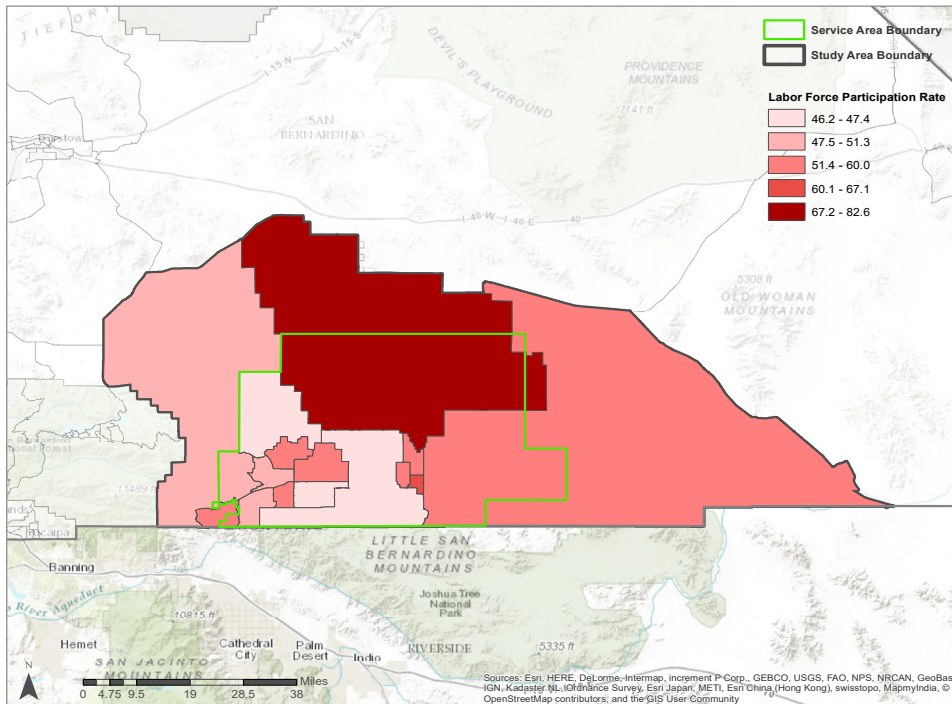 TIEFORT
I-15-N
I-15-S
DEVIL'S PLAYGROUND
PROVIDENCE
MOUNTAINS
7141 ft
SAN
BERNARDINO
Barstow
I-40-W
I-40-E
40
40
5308 ft
OLD WOMAN
MOUNTAINS
Service Area Boundary
Study Area Boundary
Labor Force Participation Rate
46.2 - 47.4
47.5 - 51.3
51.4 - 60.0
60.1 - 67.1
67.2 - 82.6
11489 ft
LITTLE SAN
BERNARDINO
MOUNTAINS
Joshua Tree
National
Park
Banning
River Aqueduct
10815 ft
Hemet
Cathedral
City
Palm
Desert
Indio
RIVERSIDE
5335 ft
SAN JACINTO
MOUNTAINS
N
Miles
0 4.75 9.5 19 28.5 38
Sources: Esri, HERE, DeLorme, Intermap, increment P Corp., GEBCO, USGS, FAO, NPS, NRCAN, GeoBas
IGN, Kadaster NL, Ordnance Survey, Esri Japan, METI, Esri China (Hong Kong), swisstopo, MapmyIndia, ©
OpenStreetMap contributors, and the GIS User Community